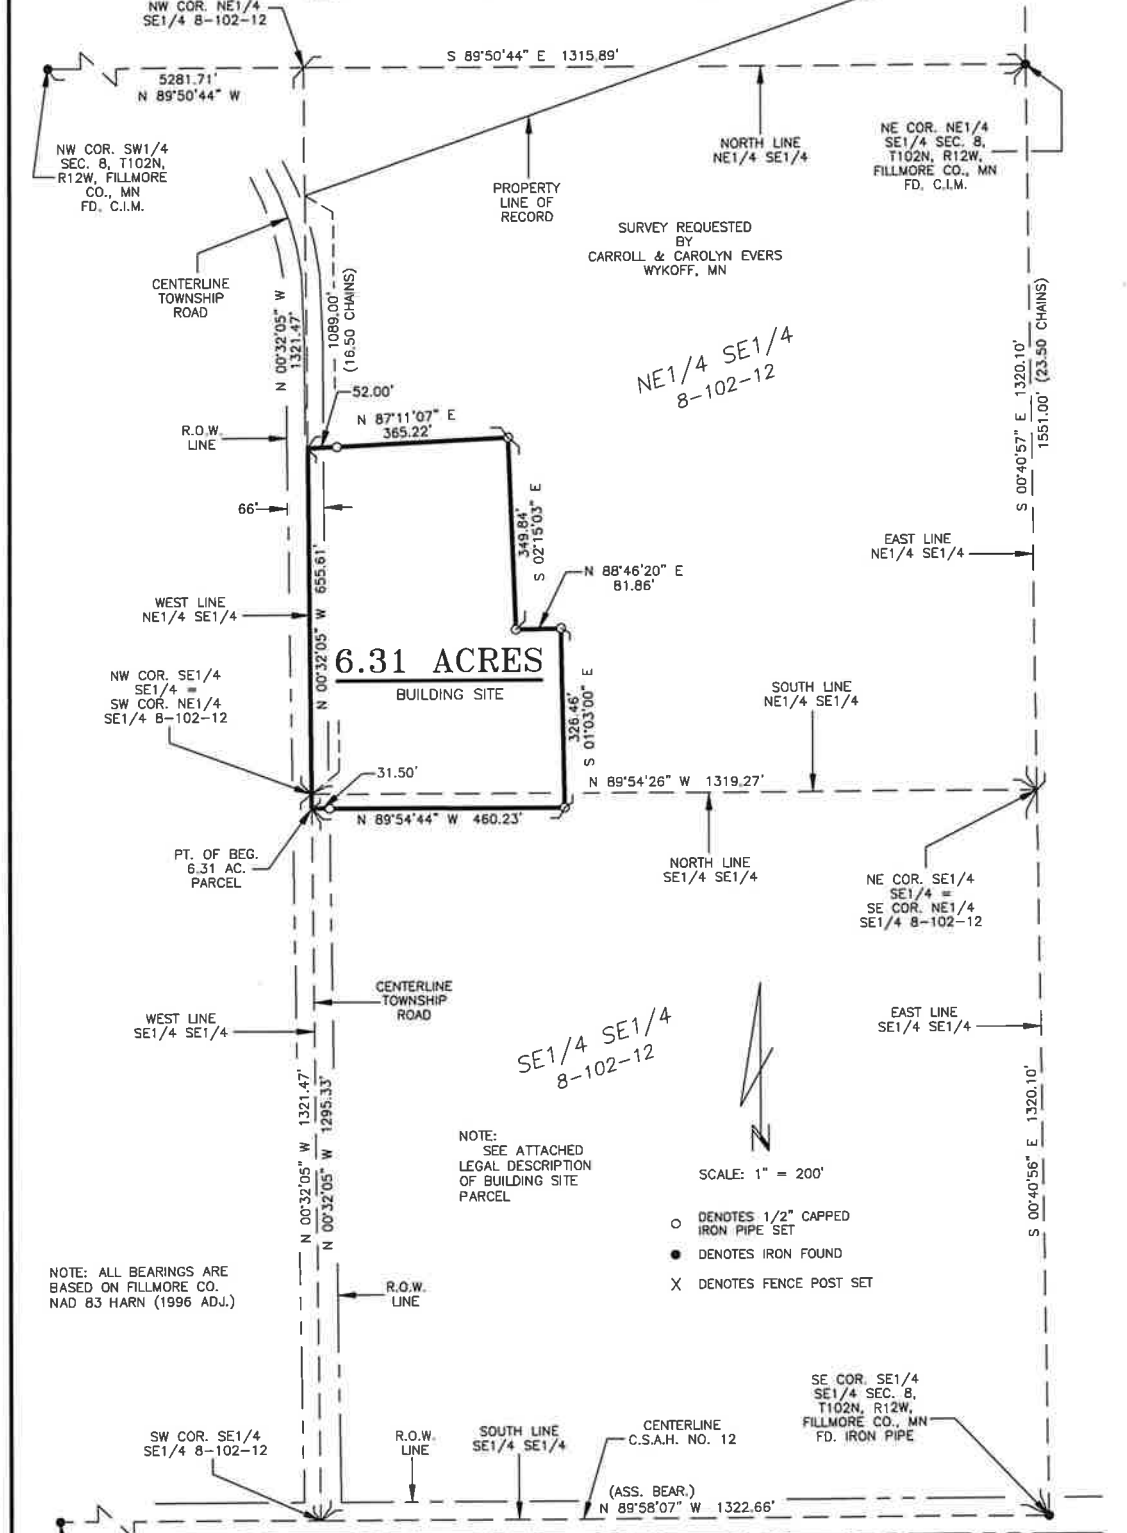 NW COR. NE1/4
SE1/4 8-102-12
S 89°50'44" E 1315.89'
5281.71'
N 89°50'44" W
NW COR. SW1/4
SEC. 8, T102N,
R12W, FILLMORE
CO., MN
FD. C.I.M.
NORTH LINE
NE1/4 SE1/4
NE COR. NE1/4
SE1/4 SEC. 8,
T102N, R12W,
FILLMORE CO., MN
FD. C.I.M.
PROPERTY
LINE OF
RECORD
SURVEY REQUESTED
BY
CARROLL & CAROLYN EVERS
WYKOFF, MN
CENTERLINE
TOWNSHIP
ROAD
N 00°32'05" W
1321.47'
1089.00'
(16.50 CHAINS)
NE1/4 SE1/4
8-102-12
S 00°40'57" E 1320.10'
1551.00' (23.50 CHAINS)
52.00'
N 87°11'07" E
365.22'
R.O.W.
LINE
66'
349.84'
S 02°15'03" E
EAST LINE
NE1/4 SE1/4
N 88°46'20" E
81.86'
WEST LINE
NE1/4 SE1/4
N 00°32'05" W 655.61'
6.31 ACRES
BUILDING SITE
NW COR. SE1/4
SE1/4 =
SW COR. NE1/4
SE1/4 8-102-12
326.46'
S 01°03'00" E
SOUTH LINE
NE1/4 SE1/4
31.50'
N 89°54'26" W 1319.27'
N 89°54'44" W 460.23'
PT. OF BEG.
6.31 AC.
PARCEL
NORTH LINE
SE1/4 SE1/4
NE COR. SE1/4
SE1/4 =
SE COR. NE1/4
SE1/4 8-102-12
CENTERLINE
TOWNSHIP
ROAD
WEST LINE
SE1/4 SE1/4
EAST LINE
SE1/4 SE1/4
SE1/4 SE1/4
8-102-12
N 00°32'05" W 1321.47'
N 00°32'05" W 1295.33'
S 00°40'56" E 1320.10'
N
NOTE:
SEE ATTACHED
LEGAL DESCRIPTION
OF BUILDING SITE
PARCEL
SCALE: 1" = 200'
DENOTES 1/2" CAPPED
IRON PIPE SET
DENOTES IRON FOUND
X DENOTES FENCE POST SET
NOTE: ALL BEARINGS ARE
BASED ON FILLMORE CO.
NAD 83 HARN (1996 ADJ.)
R.O.W.
LINE
SE COR. SE1/4
SE1/4 SEC. 8,
T102N, R12W,
FILLMORE CO., MN
FD. IRON PIPE
SW COR. SE1/4
SE1/4 8-102-12
R.O.W.
LINE
SOUTH LINE
SE1/4 SE1/4
CENTERLINE
C.S.A.H. NO. 12
(ASS. BEAR.)
N 89°58'07" W 1322.66'